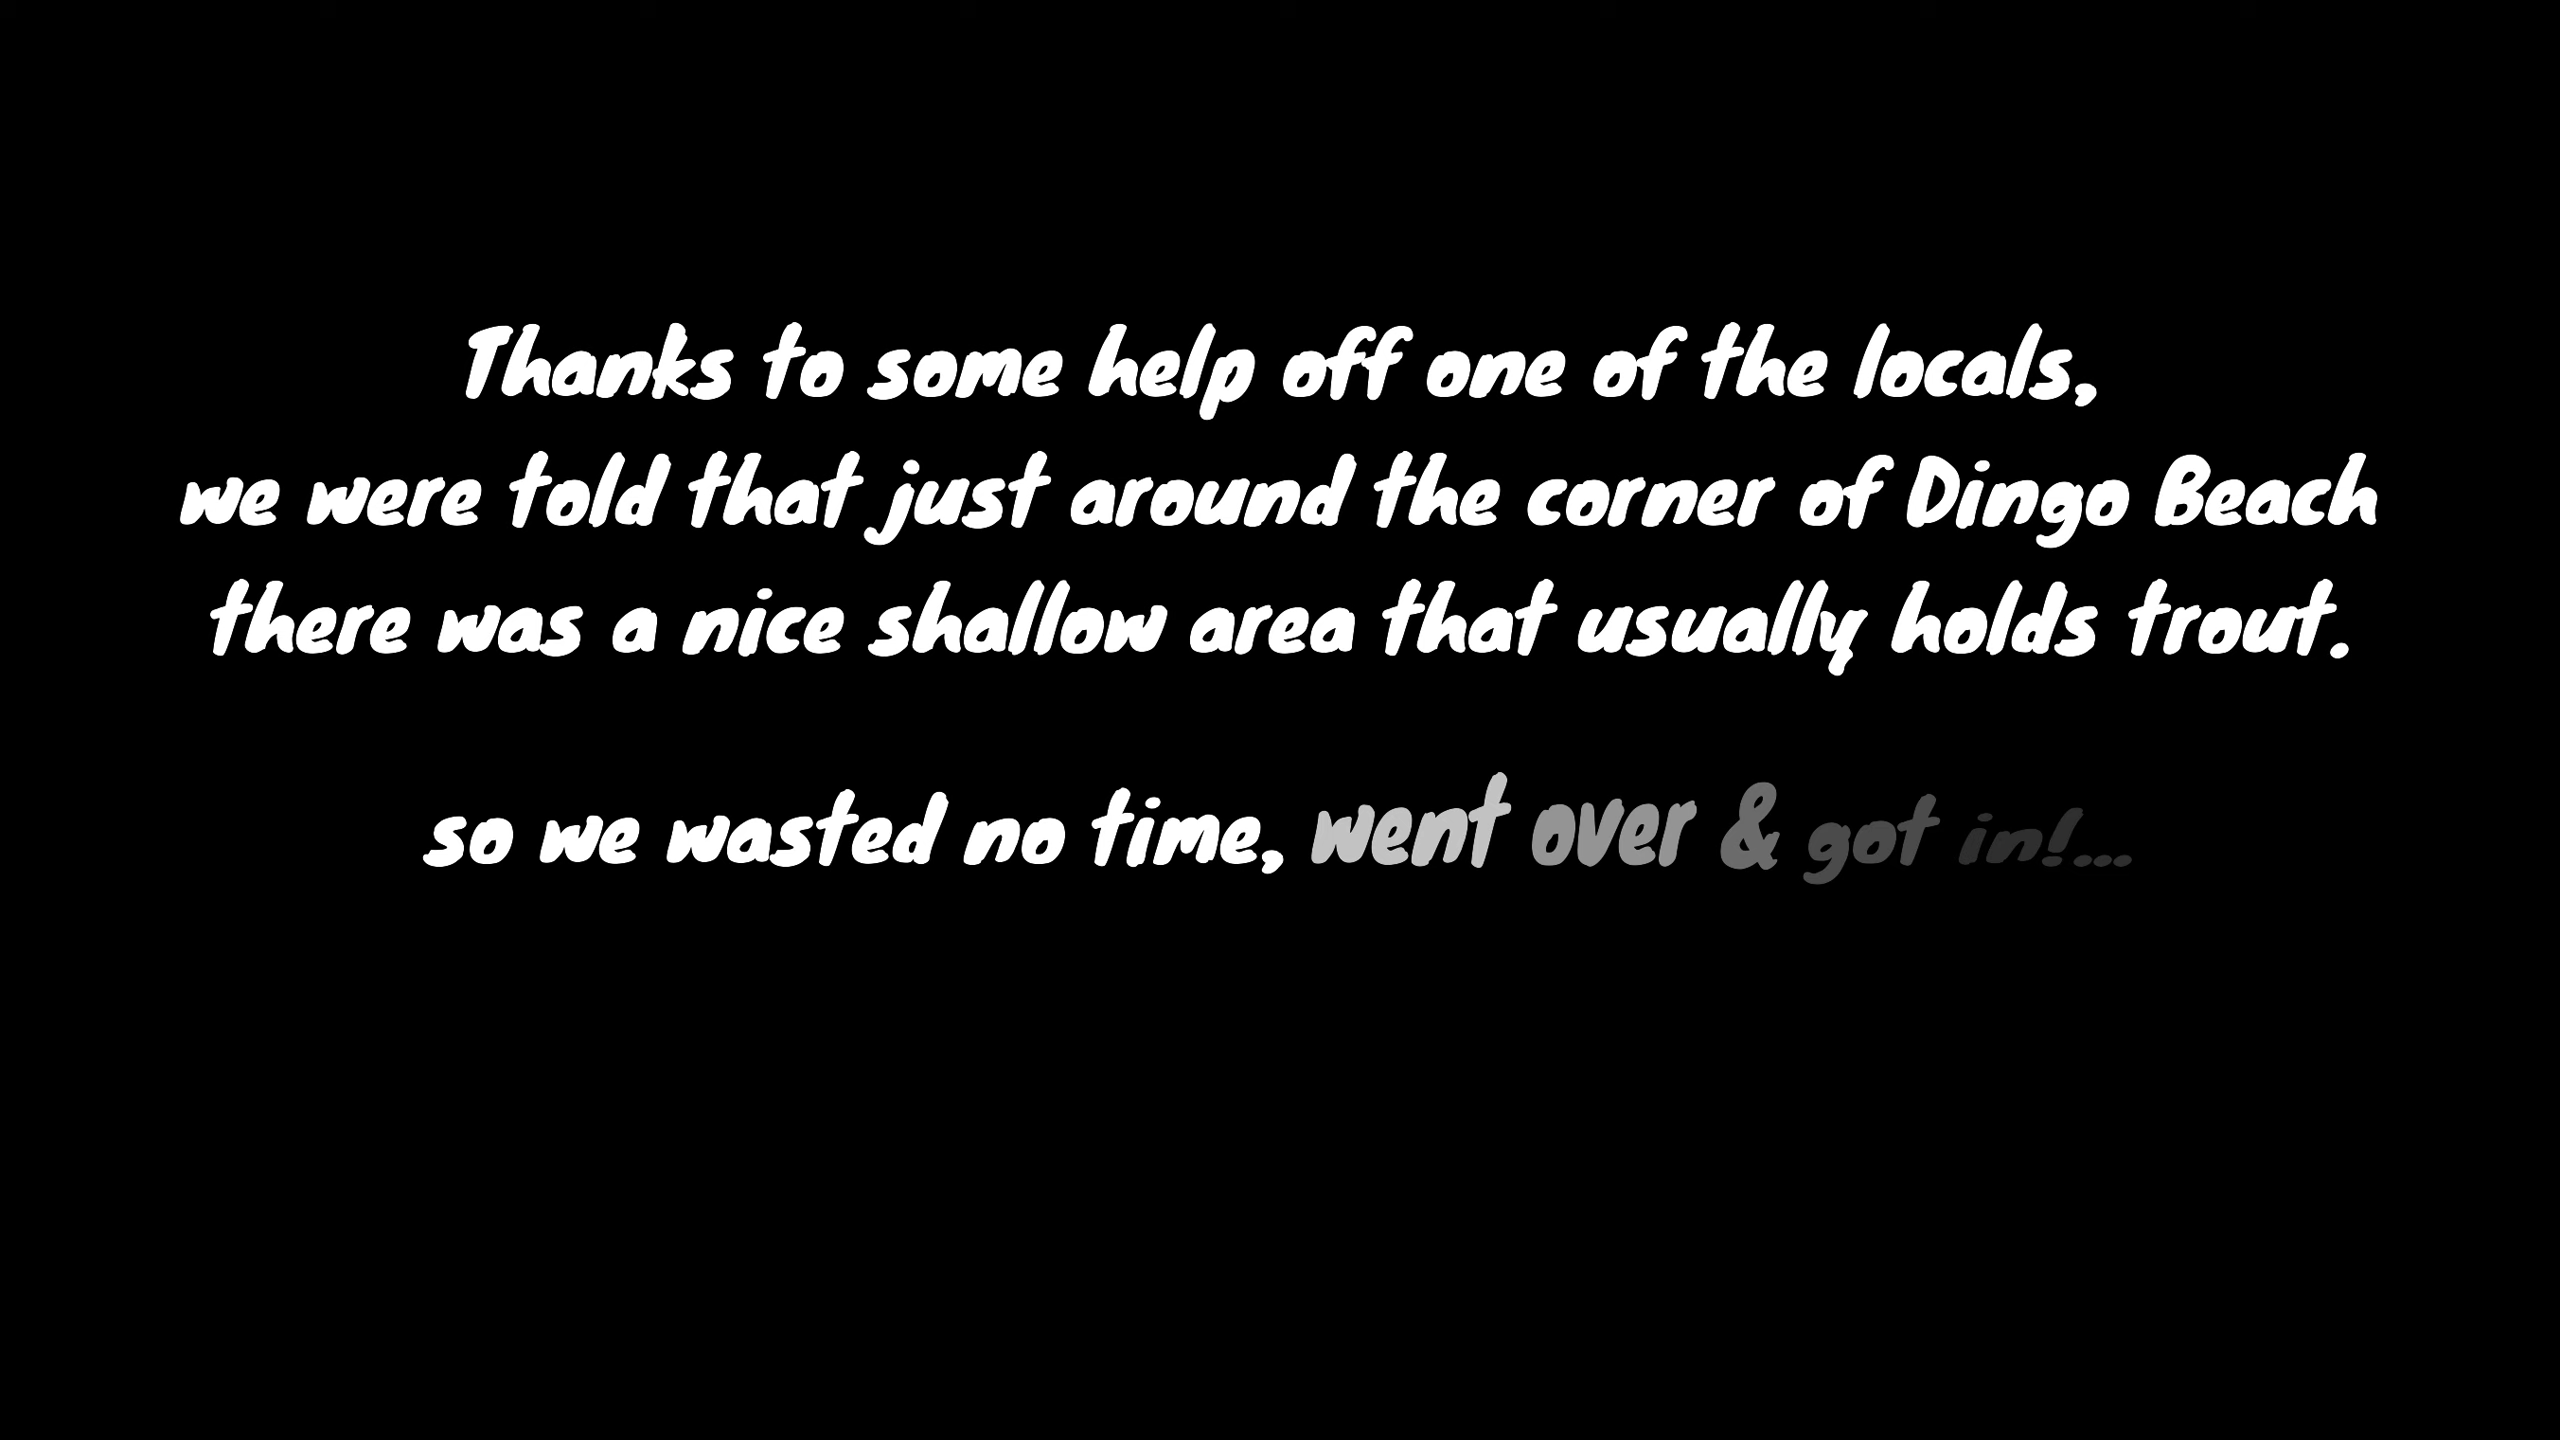 Thanks to some help off one of the locals,
we were told that just around the corner of Dingo Beach
there was a nice shallow area that usually holds trout.
so we wasted no time, went over & got in!...